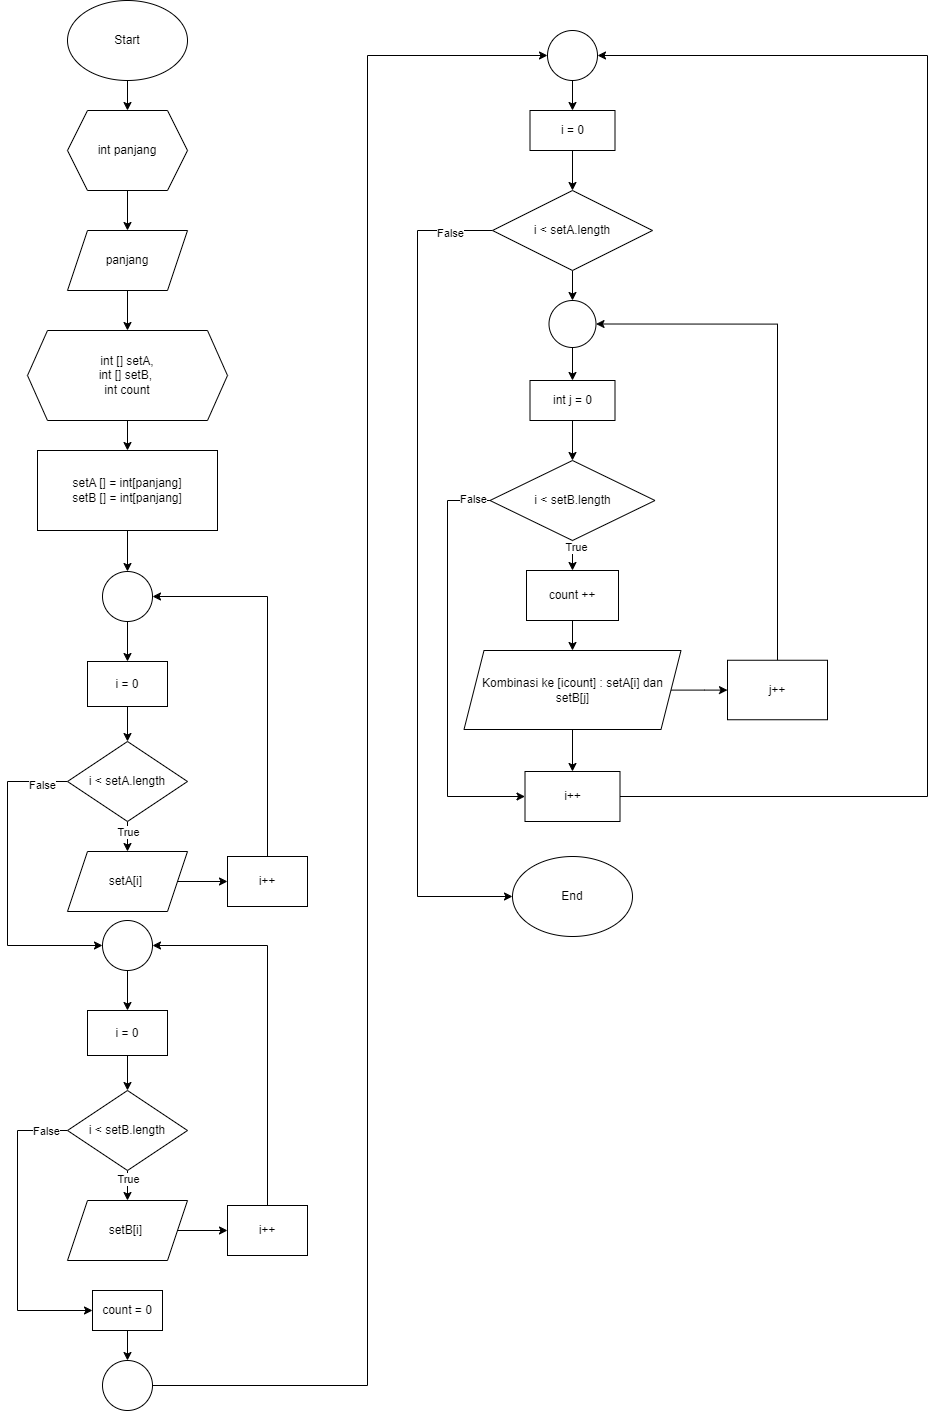 Start
int panjang
panjang
int [] setA,
int [] setB,
int count
setA [] = int[panjang]
setB [] = int[panjang]
i = 0
i < setA.length
False
True
setA[i]
i++
i = 0
i < setB.length
False
True
setB[i]
i++
count = 0
i = 0
i < setA.length
False
int j = 0
i < setB.length
False
True
count ++
Kombinasi ke [icount] : setA[i] dan
setB[j]
j++
i++
End